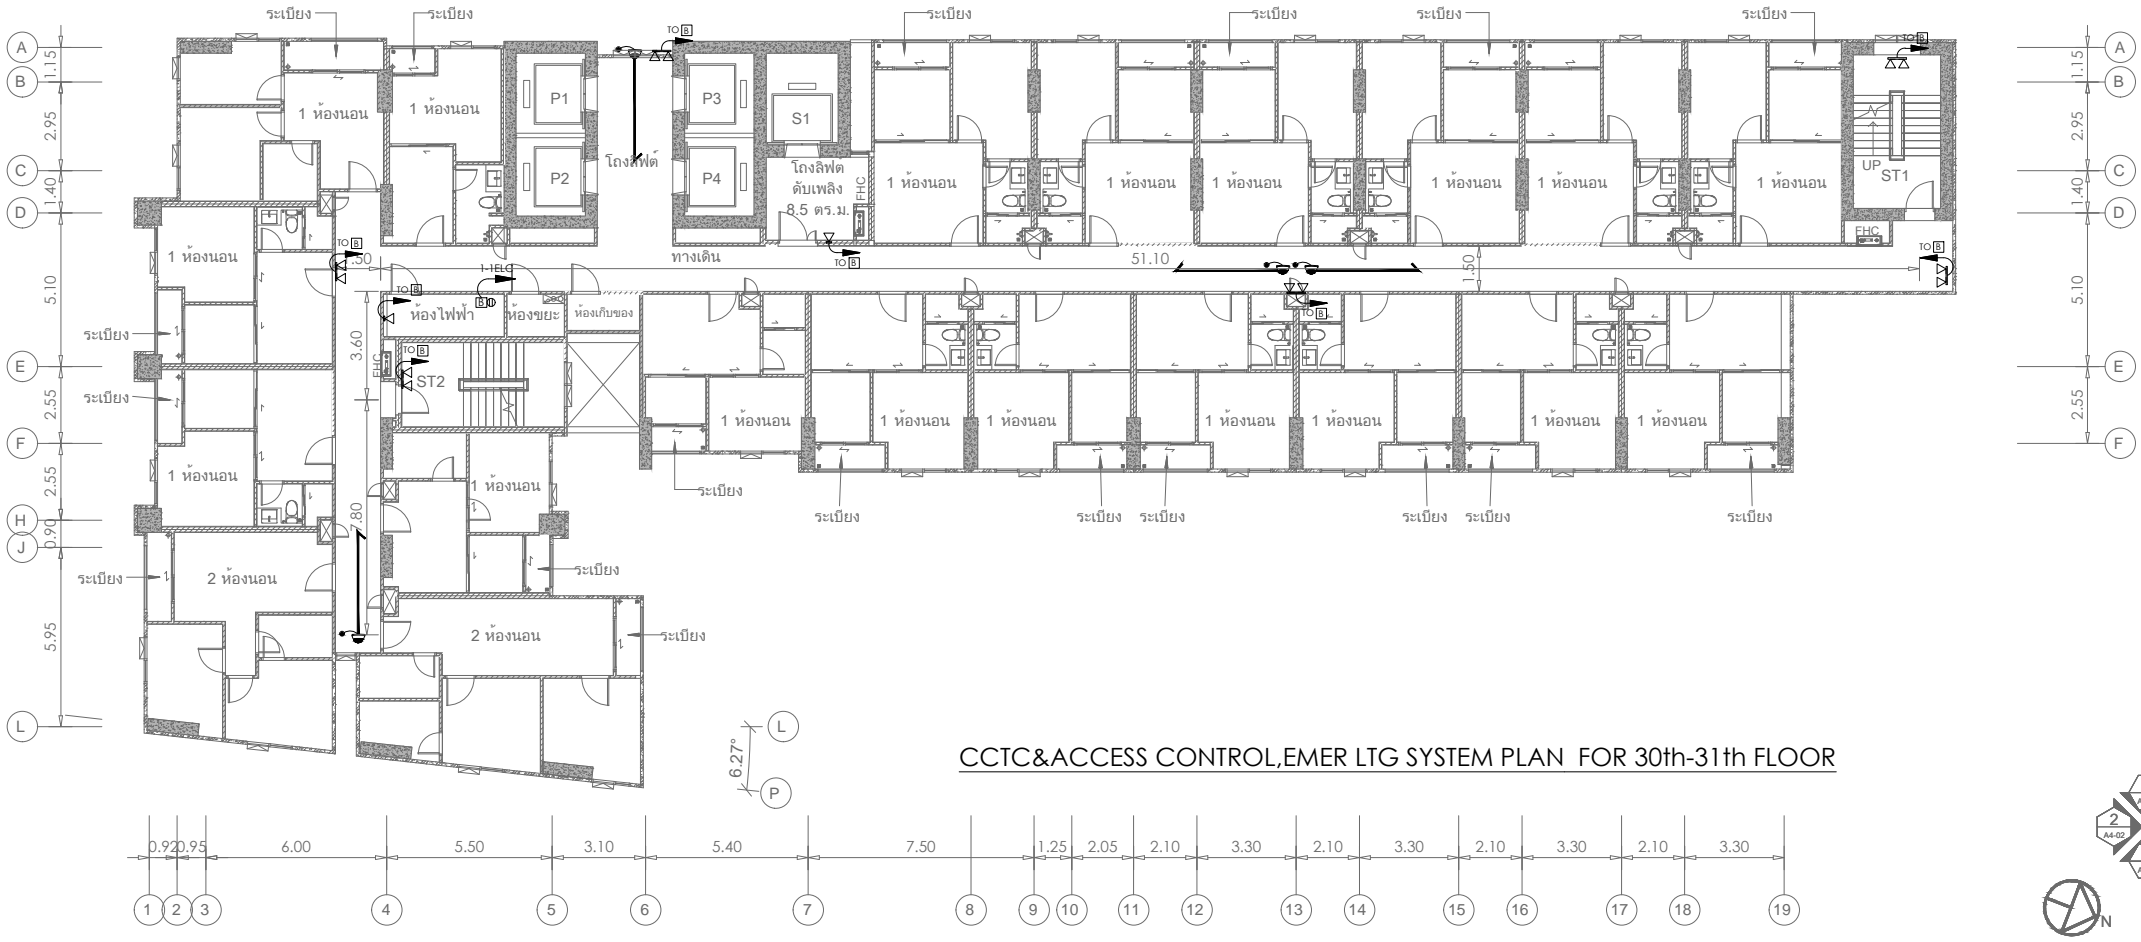 ระเบียง
ระเบียง
ระเบียง
ระเบียง
ระเบียง
ระเบียง
TO B
TO B
A
A
1.15
1.15
B
B
P1
P3
S1
1 ห้องนอน
1 ห้องนอน
2.95
2.95
โถงลิฟต์
C
C
P2
P4
โถงลิฟต
ดับเพลิง
8.5 ตร.ม.
FHC
1 ห้องนอน
1 ห้องนอน
1 ห้องนอน
1 ห้องนอน
1 ห้องนอน
1 ห้องนอน
UP
ST1
1.40
1.40
D
D
FHC
TO B
TO B
TO B
1 ห้องนอน
.50
ทางเดิน
51.10
1.50
1-1ELC
TO B
B
5.10
5.10
ห้องไฟฟ้า
ห้องขยะ
ห้องเก็บของ
TO B
ระเบียง
3.60
TO B
FHC
ST2
E
E
ระเบียง
2.55
2.55
1 ห้องนอน
1 ห้องนอน
1 ห้องนอน
1 ห้องนอน
1 ห้องนอน
1 ห้องนอน
1 ห้องนอน
F
F
1 ห้องนอน
1 ห้องนอน
2.55
ระเบียง
7.80
ระเบียง
ระเบียง
ระเบียง
ระเบียง
ระเบียง
ระเบียง
H
0.90
J
ระเบียง
2 ห้องนอน
ระเบียง
5.95
2 ห้องนอน
ระเบียง
L
L
6.27°
P
CCTC&ACCESS CONTROL,EMER LTG SYSTEM PLAN FOR 30th-31th FLOOR
2
A4-02
0.92
0.95
6.00
5.50
3.10
5.40
7.50
1.25
2.05
2.10
3.30
2.10
3.30
2.10
3.30
2.10
3.30
1
2
3
4
5
6
7
8
9
10
11
12
13
14
15
16
17
18
19
N